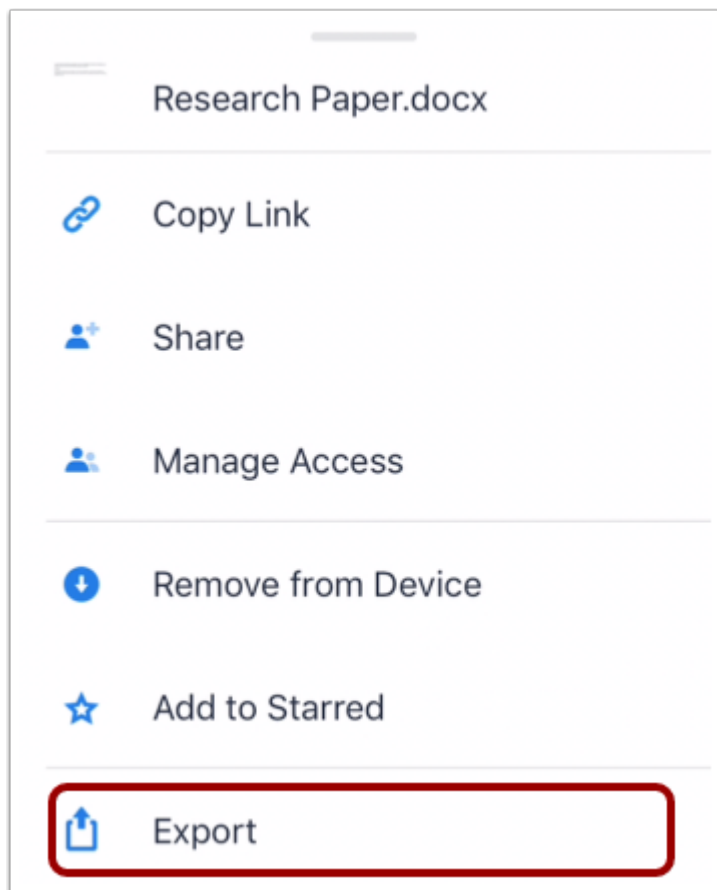 Research Paper.docx
Copy Link
Share
Manage Access
Remove from Device
Add to Starred
Export